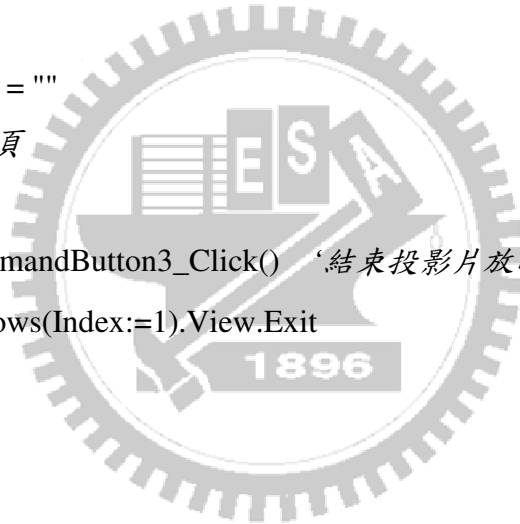 = ""
頁
mandButton3_Click() ‘結束投影片放
ows(Index:=1).View.Exit
E S A
1896